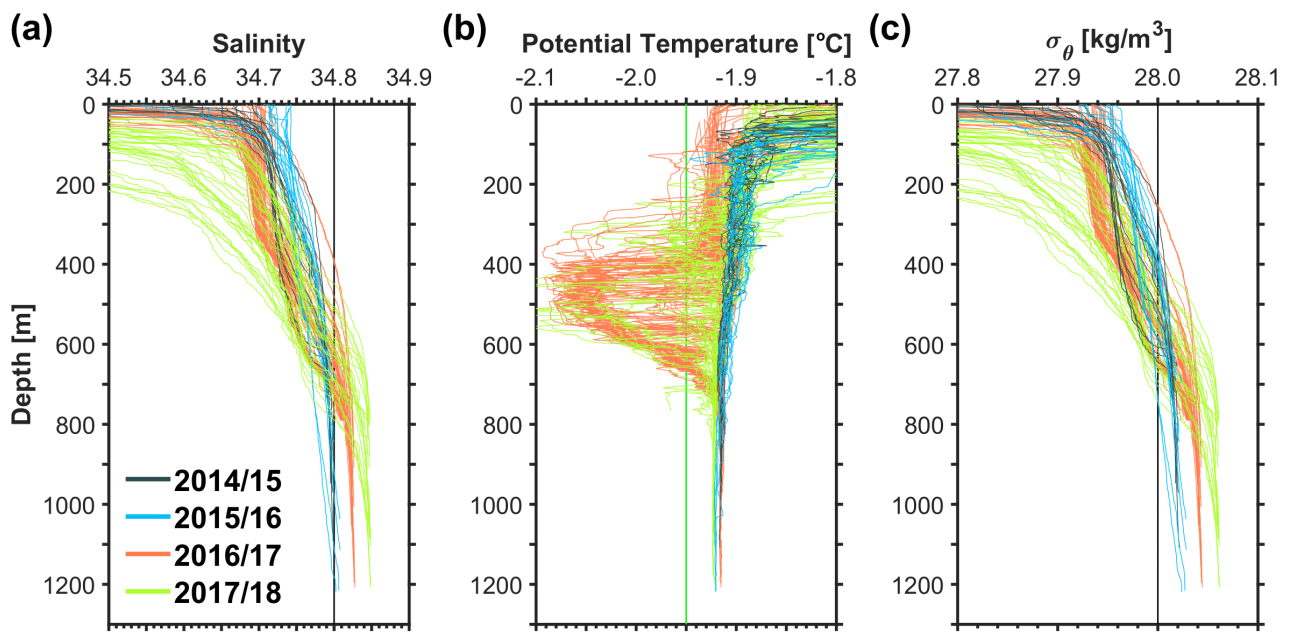 (a)
Salinity
34.5 34.6 34.7 34.8 34.9
0
200
400
600
800
1000
1200
Depth [m]
2014/15
2015/16
2016/17
2017/18
(b)
Potential Temperature [ºC]
-2.1 -2.0 -1.9 -1.8
0
200
400
600
800
1000
1200
(c)
σθ [kg/m³]
27.8 27.9 28.0 28.1
0
200
400
600
800
1000
1200